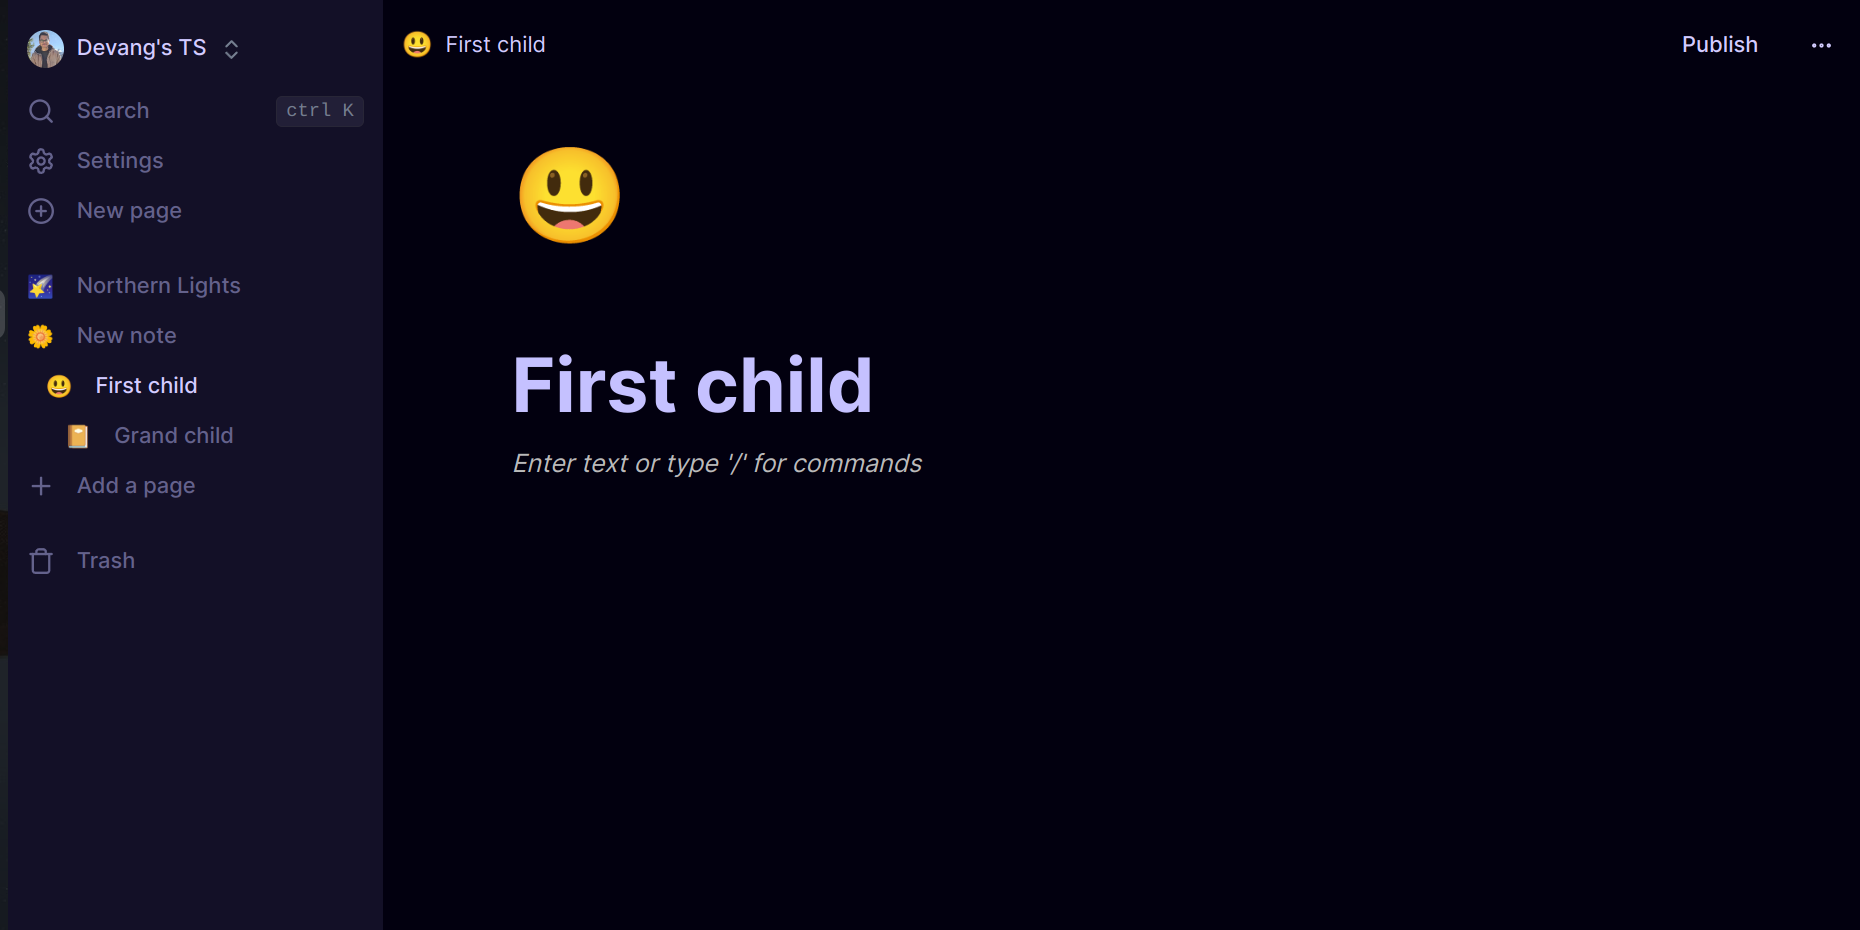 Devang's TS
Search ctrl K
Settings
New page
Northern Lights
New note
First child
Grand child
Add a page
Trash
First child
Publish
First child
Enter text or type '/' for commands